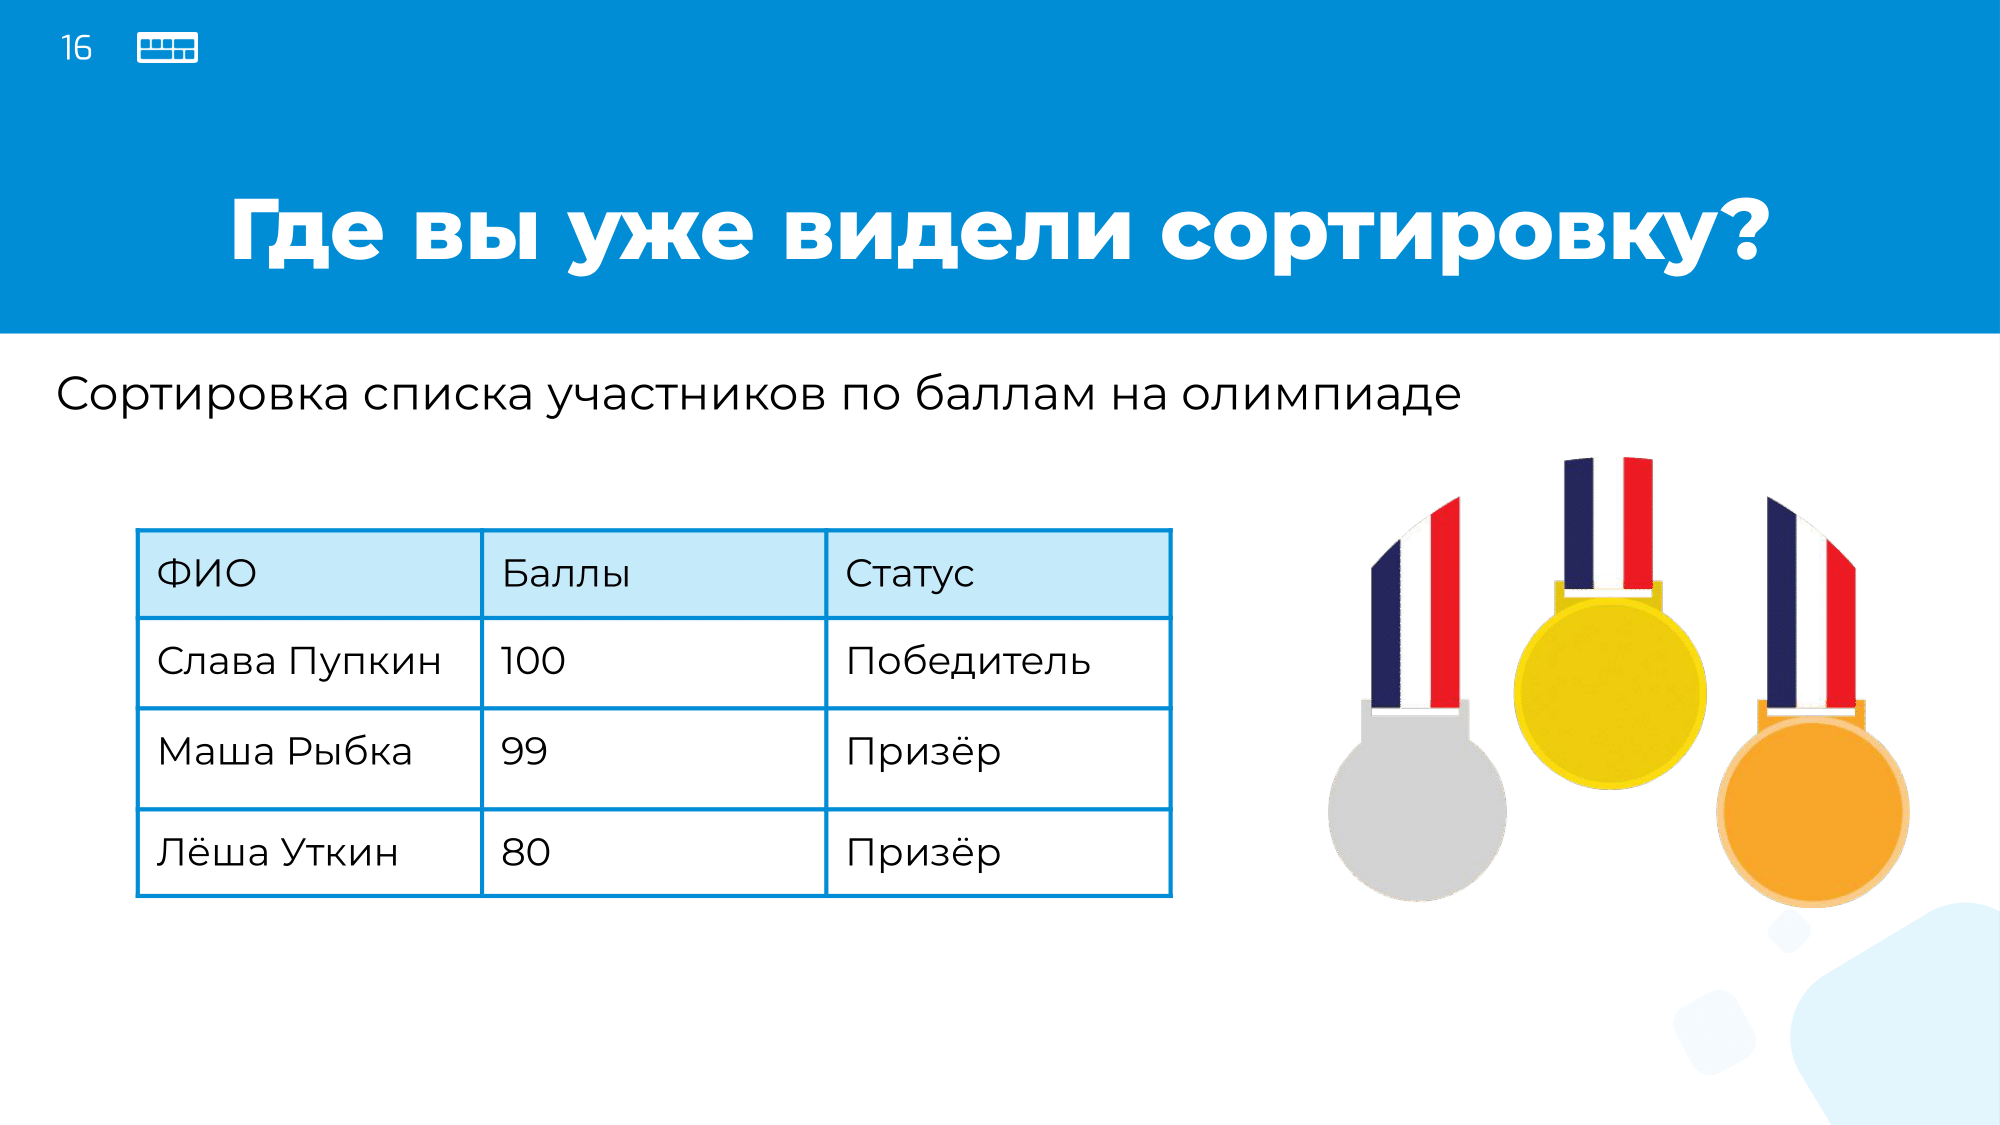 16
Где вы уже видели сортировку?
Сортировка списка участников по баллам на олимпиаде
ФИО Баллы Статус
Слава Пупкин 100 Победитель
Маша Рыбка 99 Призёр
Лёша Уткин 80 Призёр